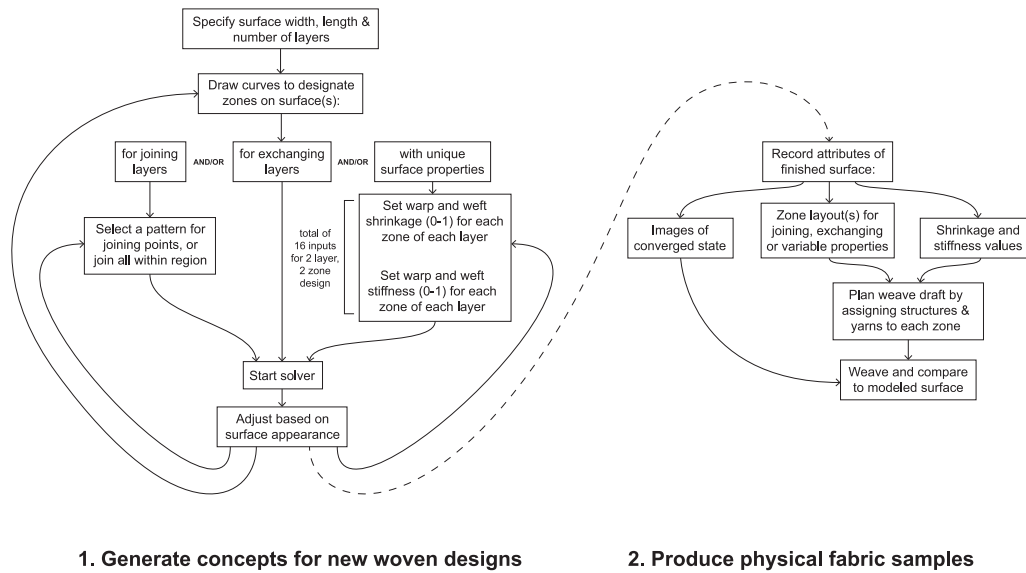 Specify surface width, length &
number of layers
Draw curves to designate
zones on surface(s):
for joining
layers
AND/OR
for exchanging
layers
AND/OR
with unique
surface properties
Select a pattern for
joining points, or
join all within region
total of
16 inputs
for 2 layer,
2 zone
design
Set warp and weft
shrinkage (0-1) for each
zone of each layer
Set warp and weft
stiffness (0-1) for each
zone of each layer
Start solver
Adjust based on
surface appearance
1. Generate concepts for new woven designs
Record attributes of
finished surface:
Images of
converged state
Zone layout(s) for
joining, exchanging
or variable properties
Shrinkage and
stiffness values
Plan weave draft by
assigning structures &
yarns to each zone
Weave and compare
to modeled surface
2. Produce physical fabric samples